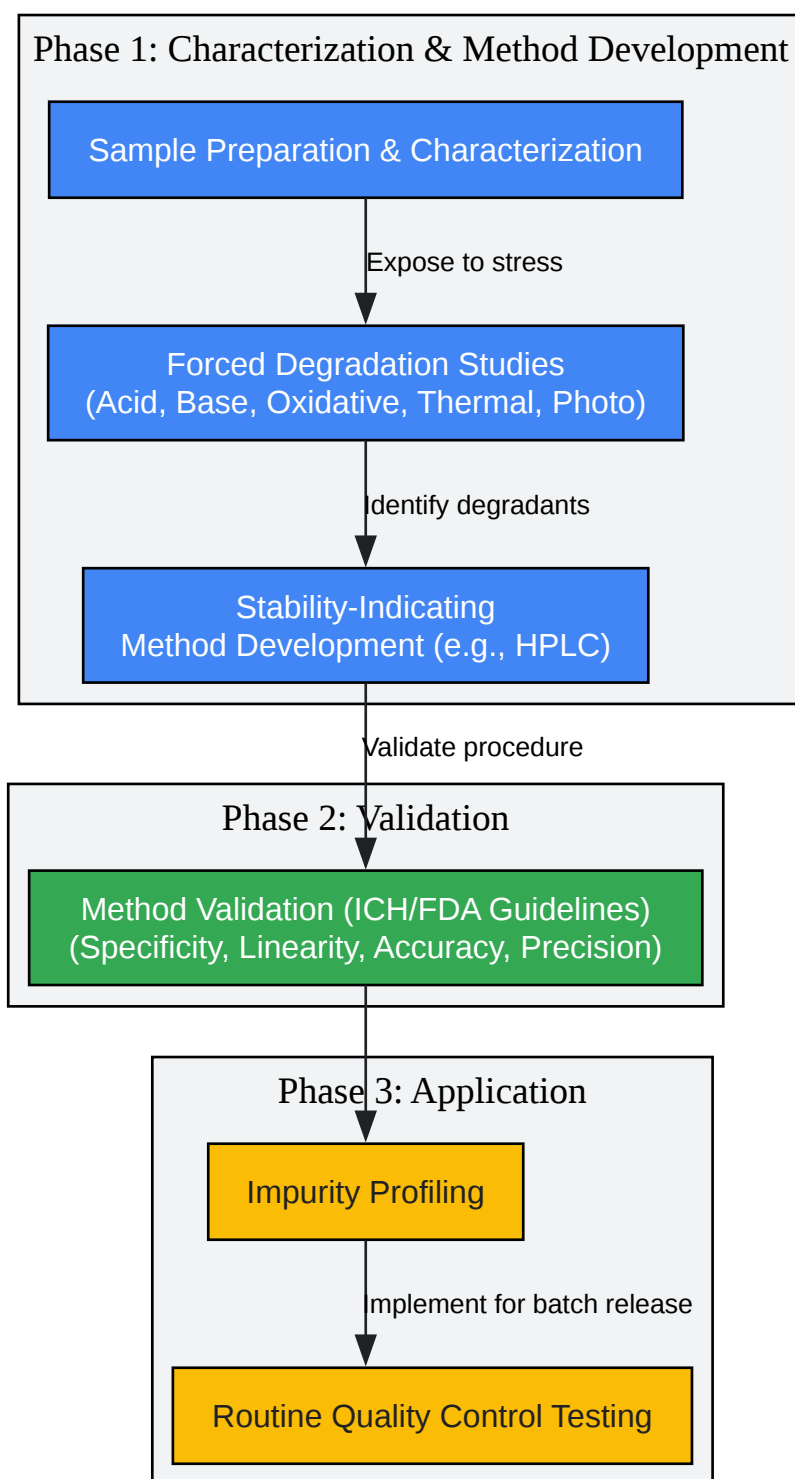 Phase 1: Characterization & Method Development
Sample Preparation & Characterization
Expose to stress
Forced Degradation Studies
(Acid, Base, Oxidative, Thermal, Photo)
Identify degradants
Stability-Indicating
Method Development (e.g., HPLC)
Validate procedure
Phase 2: Validation
Method Validation (ICH/FDA Guidelines)
(Specificity, Linearity, Accuracy, Precision)
Phase 3: Application
Impurity Profiling
Implement for batch release
Routine Quality Control Testing